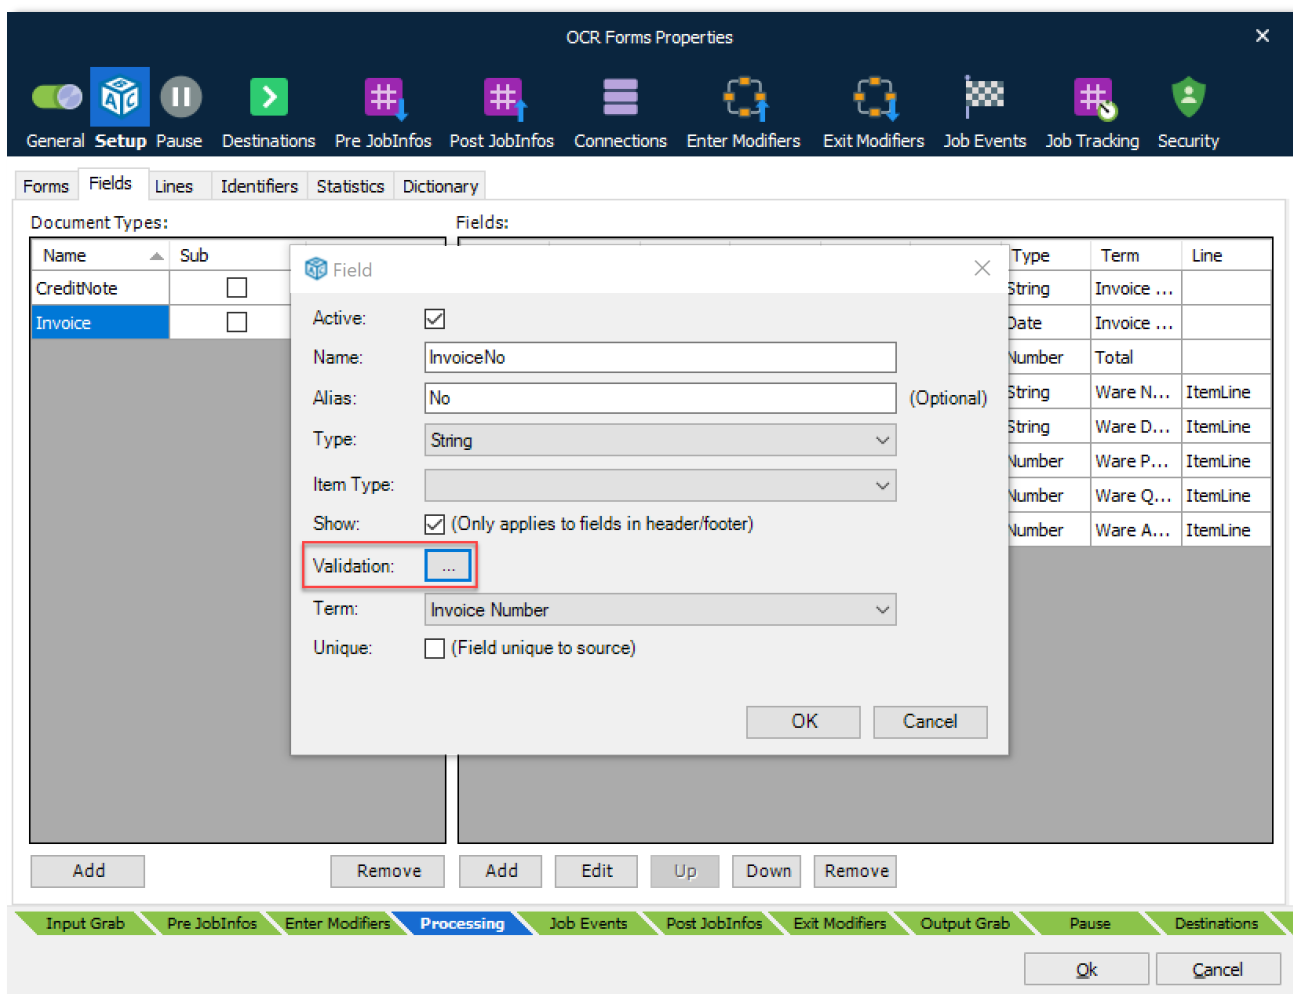 OCR Forms Properties
General Setup Pause Destinations Pre JobInfos Post JobInfos Connections Enter Modifiers Exit Modifiers Job Events Job Tracking Security
Forms Fields Lines Identifiers Statistics Dictionary
Document Types: Fields:
Name Sub Type Term Line
CreditNote String Invoice ...
Invoice Date Invoice ...
Number Total
String Ware N... ItemLine
String Ware D... ItemLine
Number Ware P... ItemLine
Number Ware Q... ItemLine
Number Ware A... ItemLine
Field
Active:
Name: InvoiceNo
Alias: No (Optional)
Type: String
Item Type:
Show: (Only applies to fields in header/footer)
Validation: ...
Term: Invoice Number
Unique: (Field unique to source)
OK Cancel
Add Remove Add Edit Up Down Remove
Input Grab Pre JobInfos Enter Modifiers Processing Job Events Post JobInfos Exit Modifiers Output Grab Pause Destinations
Ok Cancel